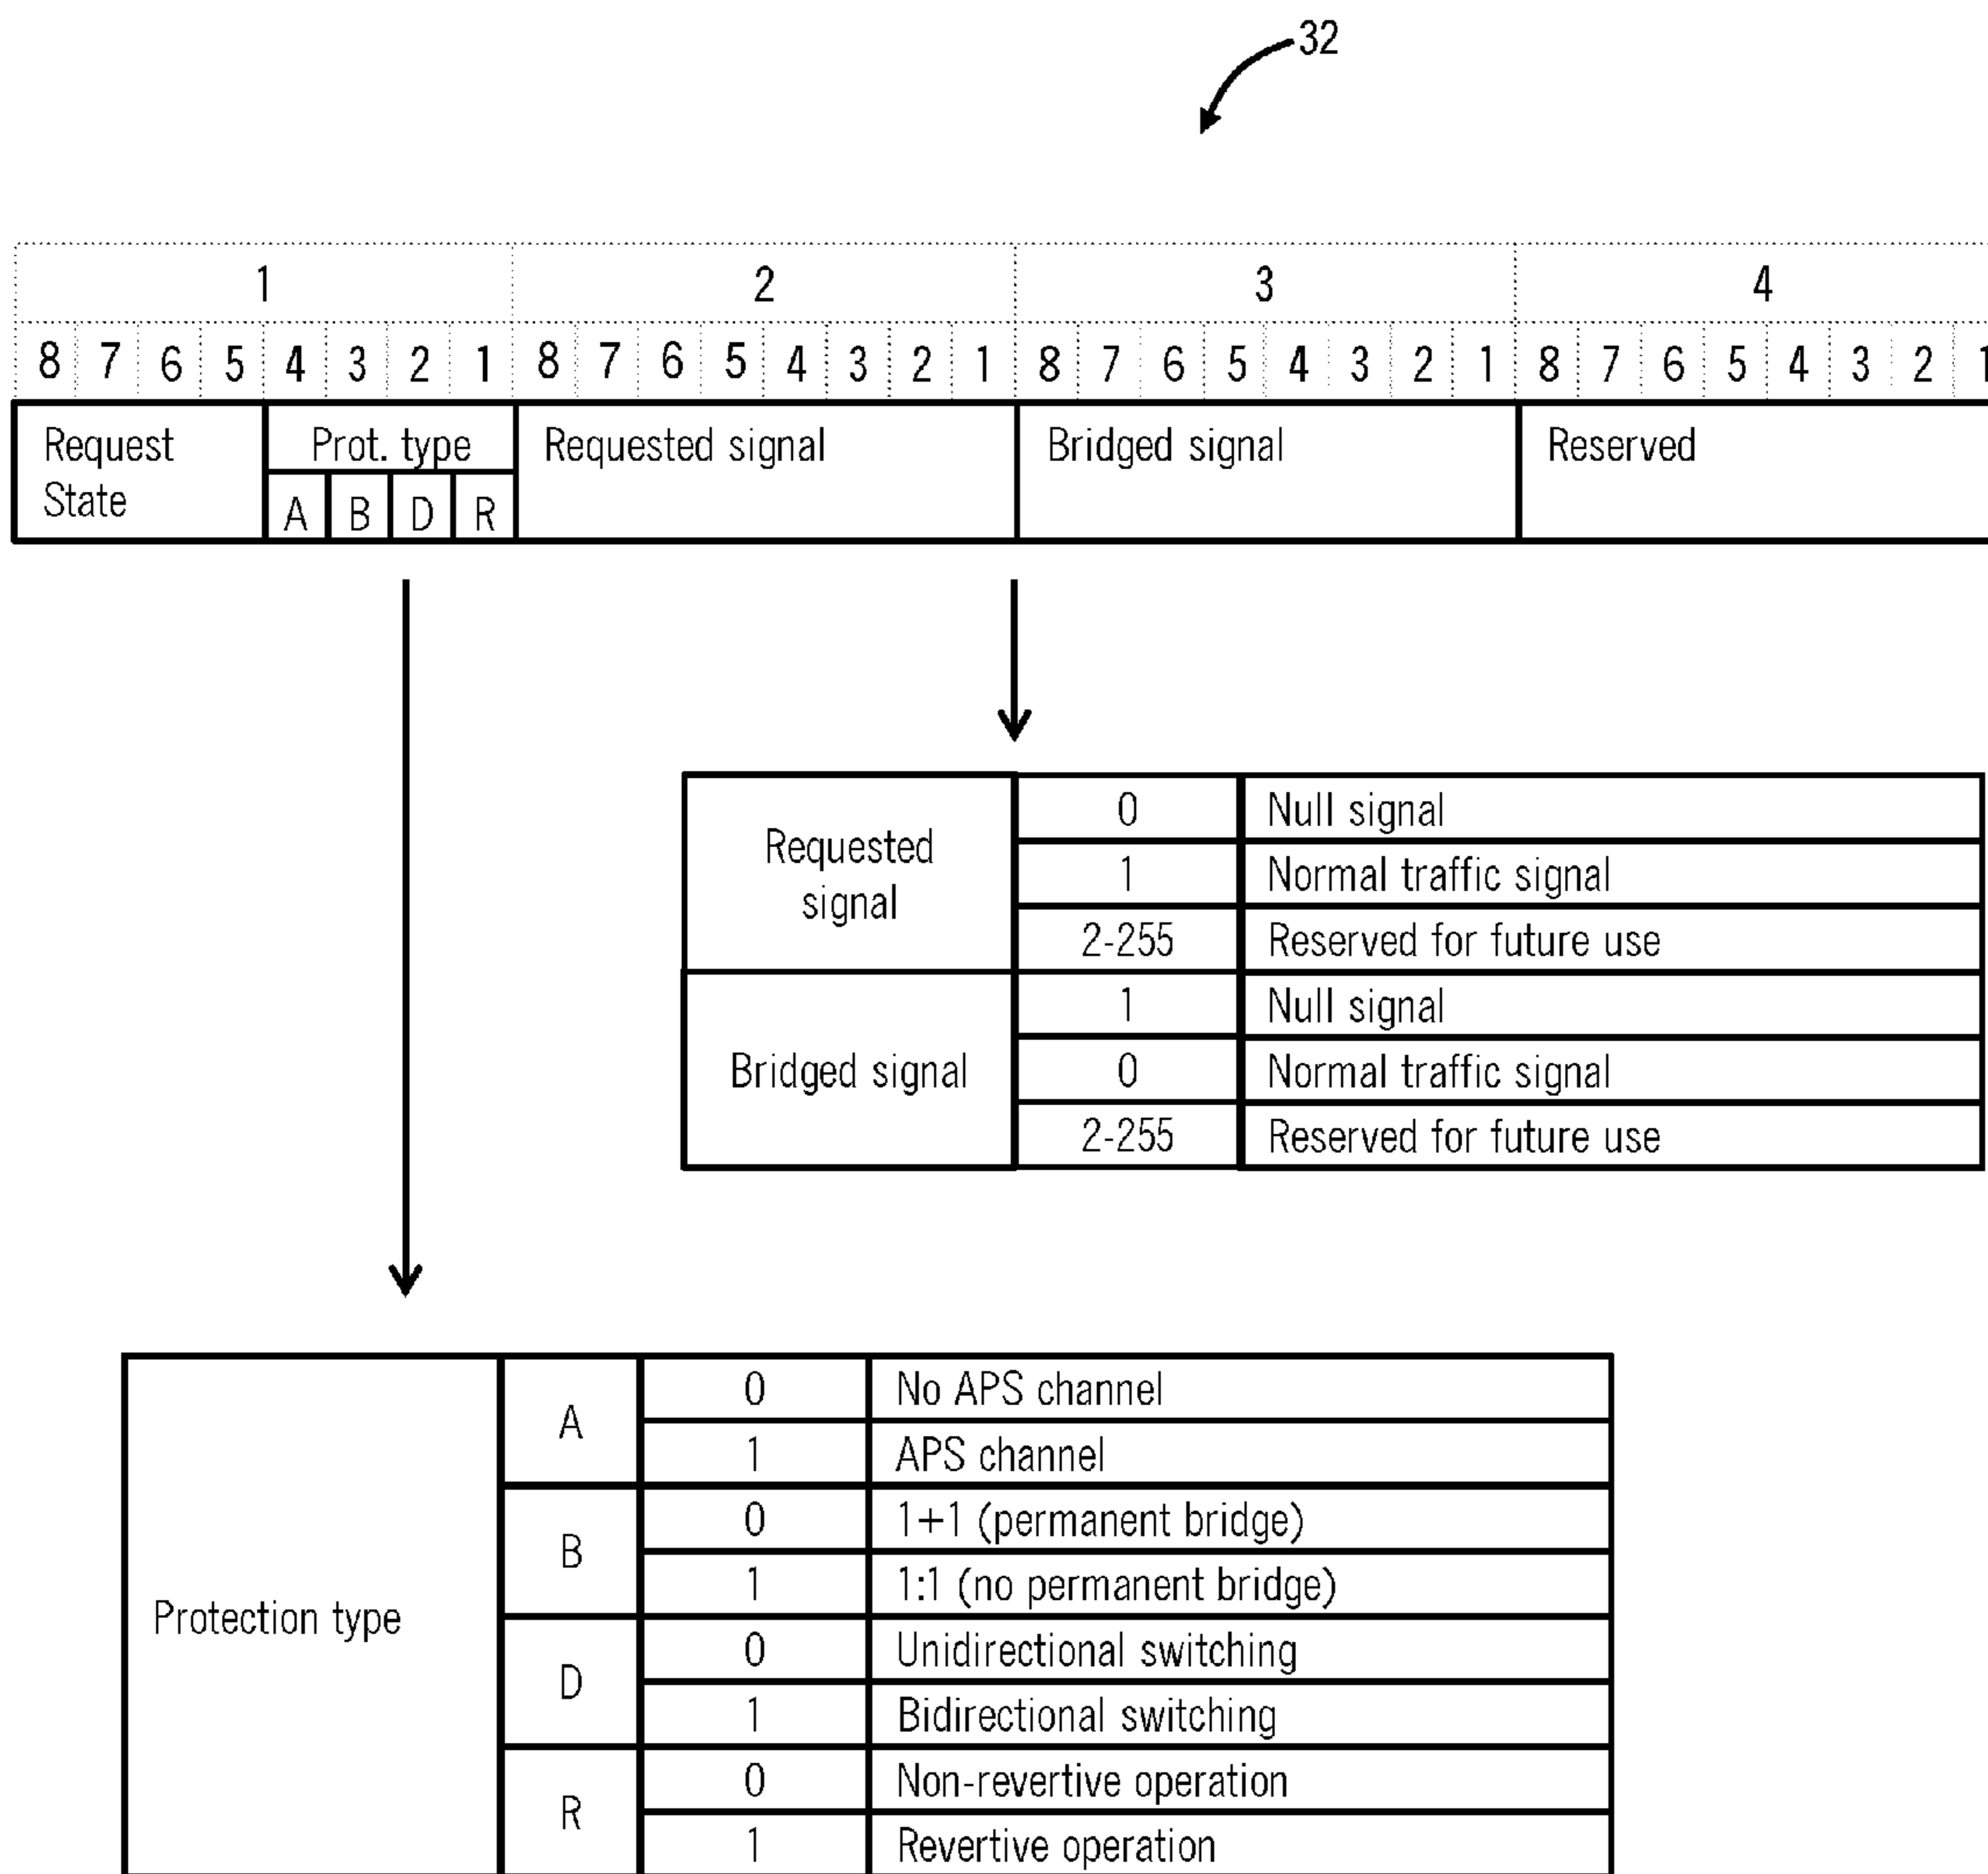 32
1 2 3 4
8 7 6 5 4 3 2 1 8 7 6 5 4 3 2 1 8 7 6 5 4 3 2 1 8 7 6 5 4 3 2 1
Request
State
Prot. type
A B D R
Requested signal
Bridged signal
Reserved
Requested
signal
0 Null signal
1 Normal traffic signal
2-255 Reserved for future use
Bridged signal
1 Null signal
0 Normal traffic signal
2-255 Reserved for future use
Protection type
A
0 No APS channel
1 APS channel
B
0 1+1 (permanent bridge)
1 1:1 (no permanent bridge)
D
0 Unidirectional switching
1 Bidirectional switching
R
0 Non-revertive operation
1 Revertive operation